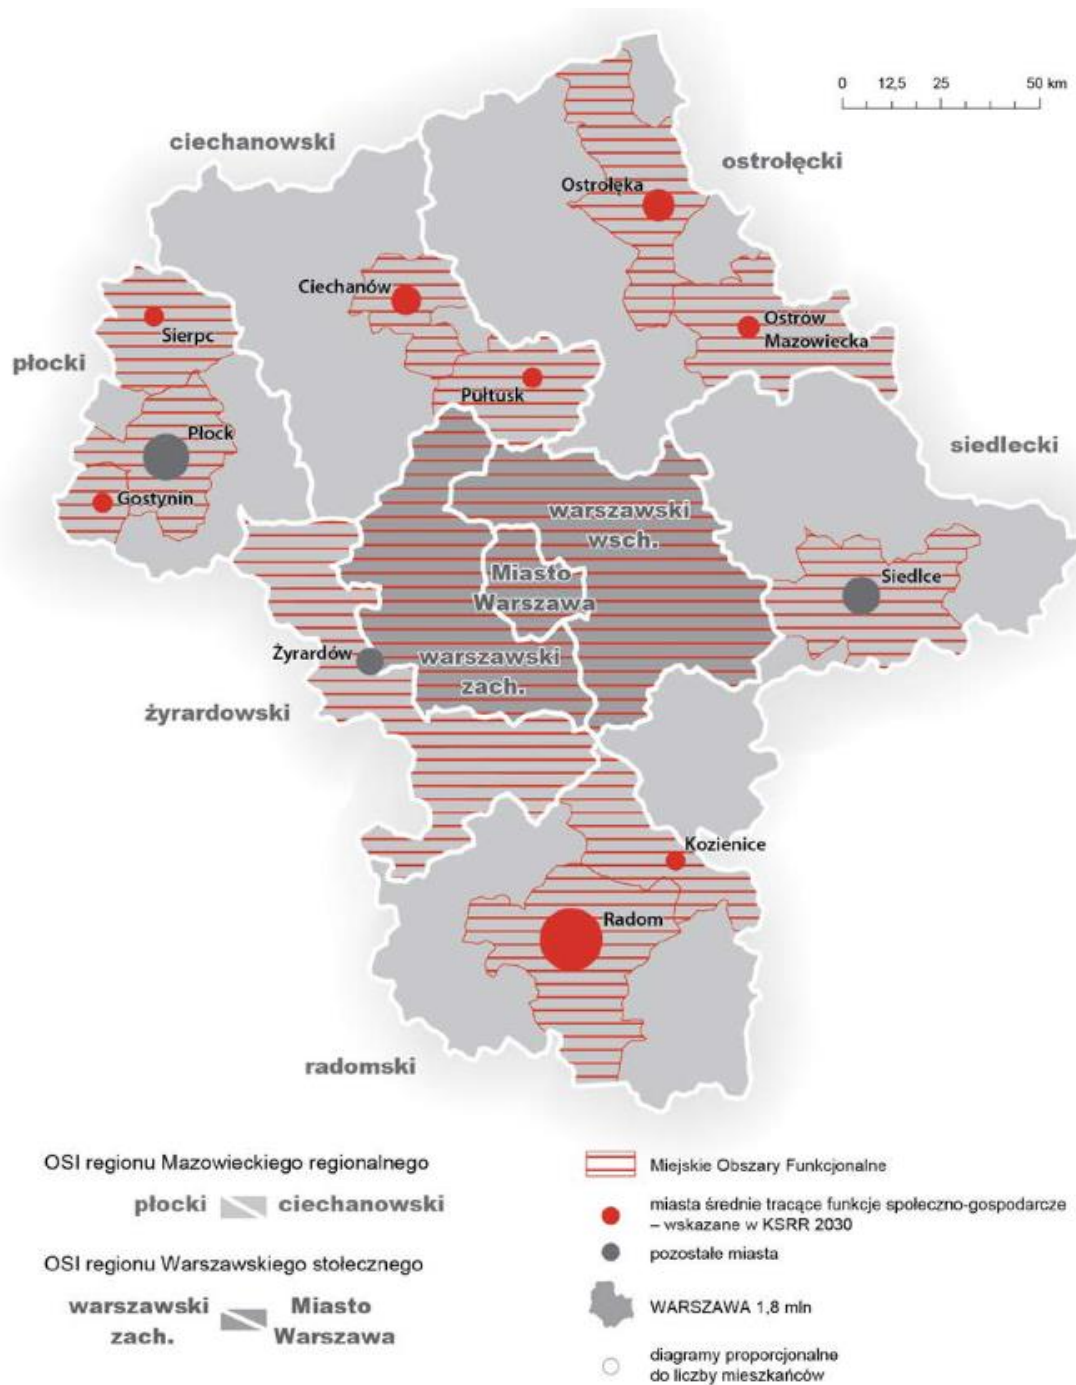 0 12,5 25 50 km
ciechanowski
ostrołęcki
Ostrołęka
Ciechanów
Sierpc
Ostrów
Mazowiecka
płocki
Pułtusk
Płock
siedlecki
Gostynin
warszawski
wsch.
Miasto
Warszawa
Siedlce
Żyrardów
warszawski
zach.
żyrardowski
Kozienice
Radom
radomski
OSI regionu Mazowieckiego regionalnego
płocki ciechanowski
OSI regionu Warszawskiego stołecznego
warszawski
zach.
Miasto
Warszawa
Miejskie Obszary Funkcjonalne
miasta średnie tracące funkcje społeczno-gospodarcze
– wskazane w KSRR 2030
pozostałe miasta
WARSZAWA 1,8 mln
diagramy proporcjonalne
do liczby mieszkańców